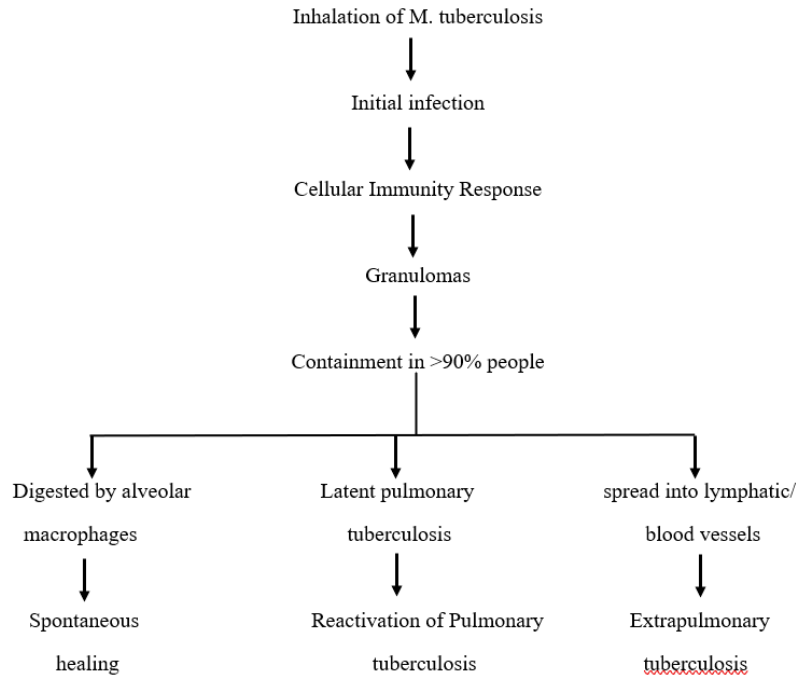 Inhalation of M. tuberculosis
Initial infection
Cellular Immunity Response
Granulomas
Containment in >90% people
Digested by alveolar
macrophages
Latent pulmonary
tuberculosis
spread into lymphatic/
blood vessels
Spontaneous
healing
Reactivation of Pulmonary
tuberculosis
Extrapulmonary
tuberculosis